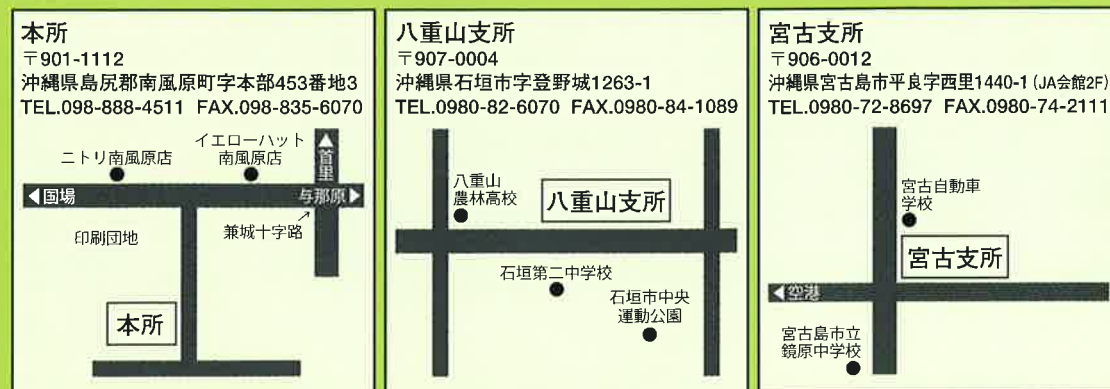 本所
〒901-1112
沖縄県島尻郡南風原町字本部453番地3
TEL.098-888-4511 FAX.098-835-6070
イエローハット
南風原店
ニトリ南風原店
▲首里
◀国場
与那原▶
兼城十字路
印刷団地
本所
八重山支所
〒907-0004
沖縄県石垣市字登野城1263-1
TEL.0980-82-6070 FAX.0980-84-1089
八重山
農林高校
八重山支所
石垣第二中学校
石垣市中央
運動公園
宮古支所
〒906-0012
沖縄県宮古島市平良字西里1440-1 (JA会館2F)
TEL.0980-72-8697 FAX.0980-74-2111
宮古自動車
学校
宮古支所
◀空港
宮古島市立
鏡原中学校